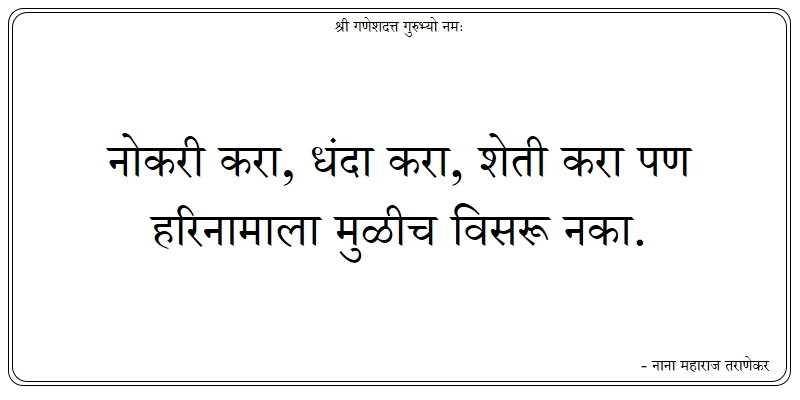 श्री गणेशदत्त गुरुभ्यो नमः
नोकरी करा, धंदा करा, शेती करा पण
हरिनामाला मुळीच विसरू नका.
- नाना महाराज तराणेकर